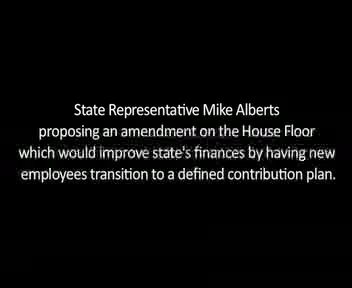 State Representative Mike Alberts
proposing an amendment on the House Floor
which would improve state's finances by having new
employees transition to a defined contribution plan.